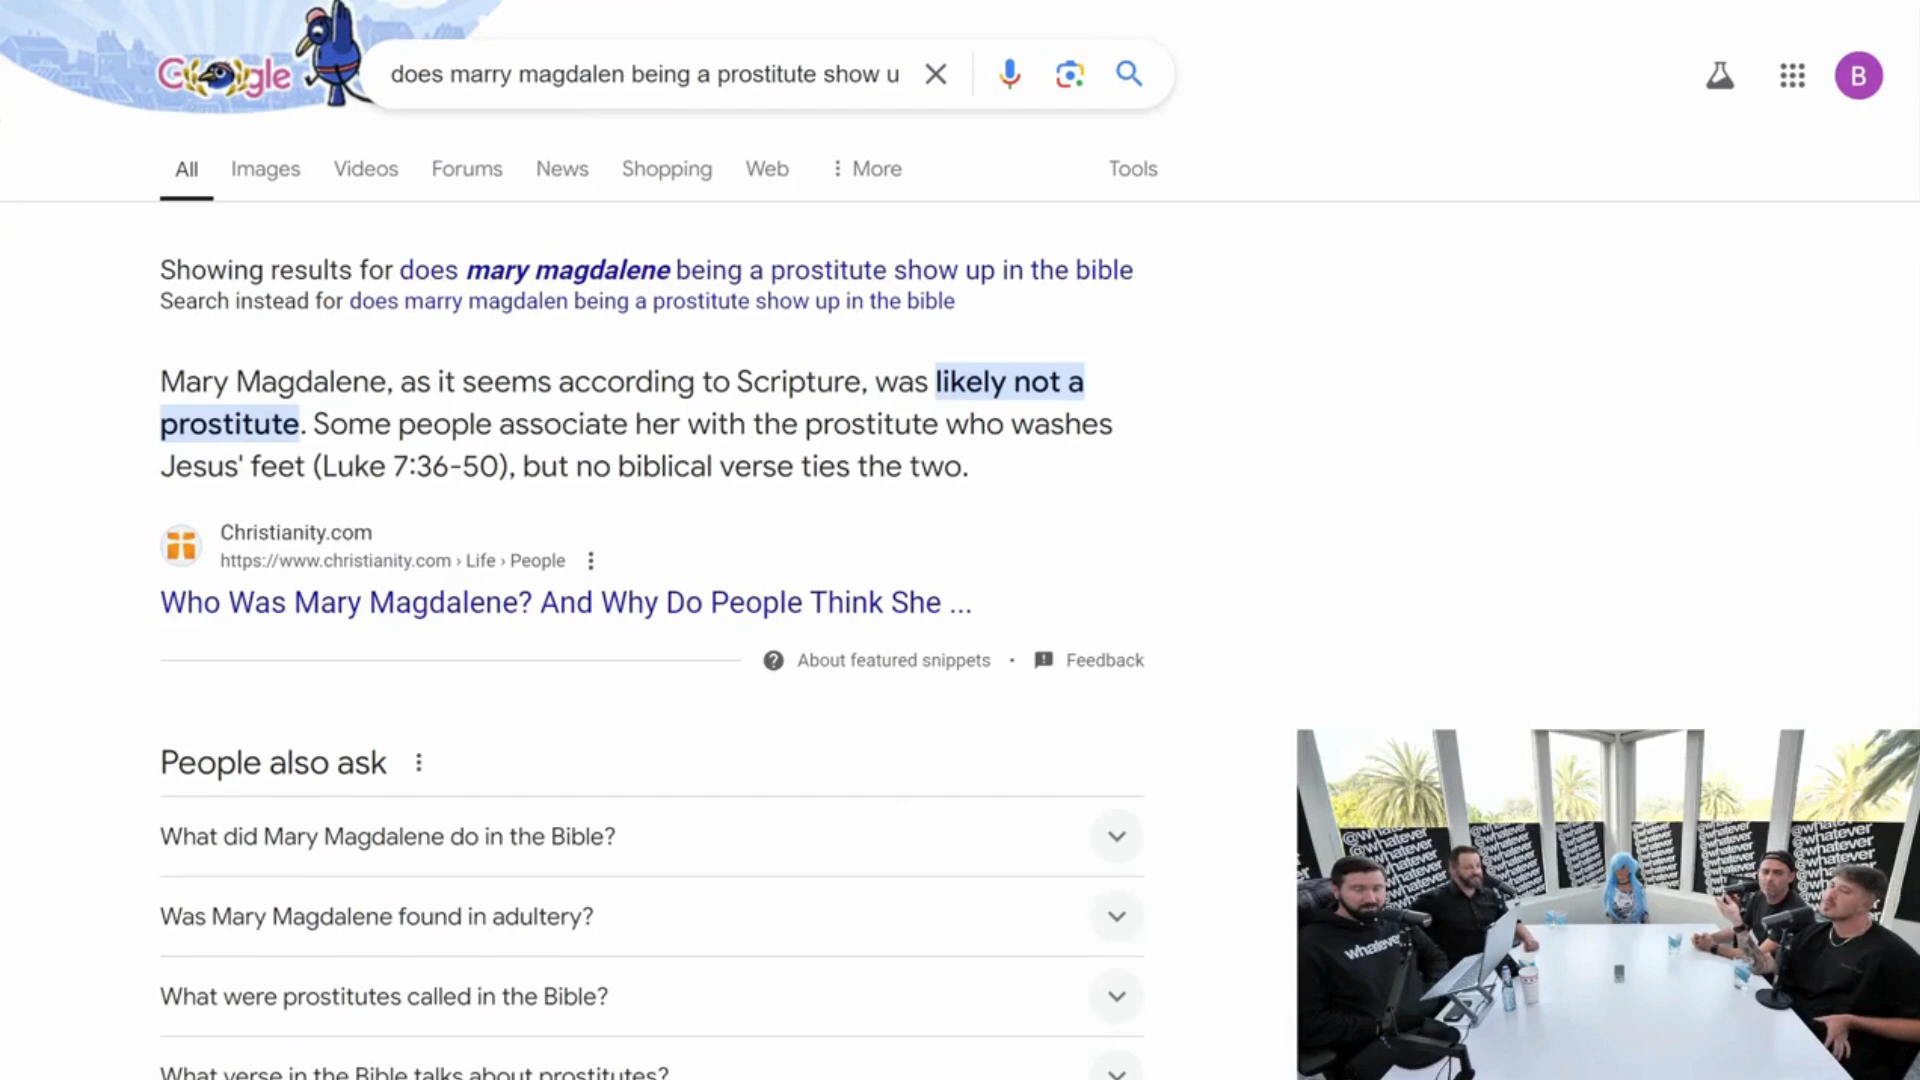 Google
does marry magdalen being a prostitute show u
B
All Images Videos Forums News Shopping Web More Tools
Showing results for does mary magdalene being a prostitute show up in the bible
Search instead for does marry magdalen being a prostitute show up in the bible
Mary Magdalene, as it seems according to Scripture, was likely not a
prostitute. Some people associate her with the prostitute who washes
Jesus' feet (Luke 7:36-50), but no biblical verse ties the two.
Christianity.com
https://www.christianity.com › Life › People
Who Was Mary Magdalene? And Why Do People Think She ...
About featured snippets • Feedback
People also ask
What did Mary Magdalene do in the Bible?
Was Mary Magdalene found in adultery?
What were prostitutes called in the Bible?
What verse in the Bible talks about prostitutes?
@whatever
@whatever
@whatever
whatever